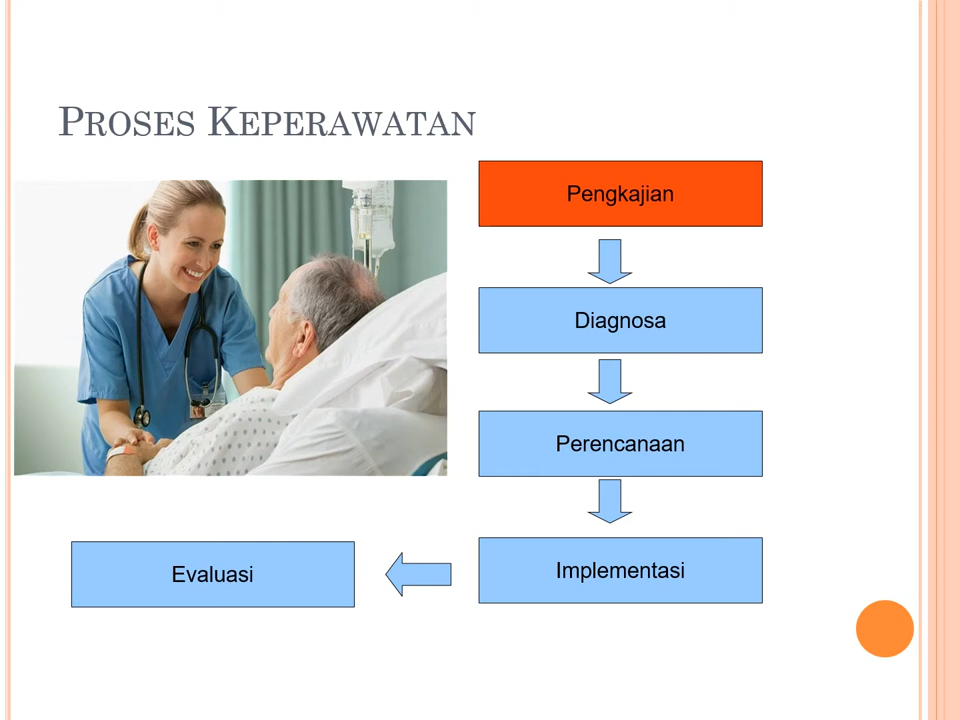 Proses Keperawatan
Pengkajian
Diagnosa
Perencanaan
Implementasi
Evaluasi